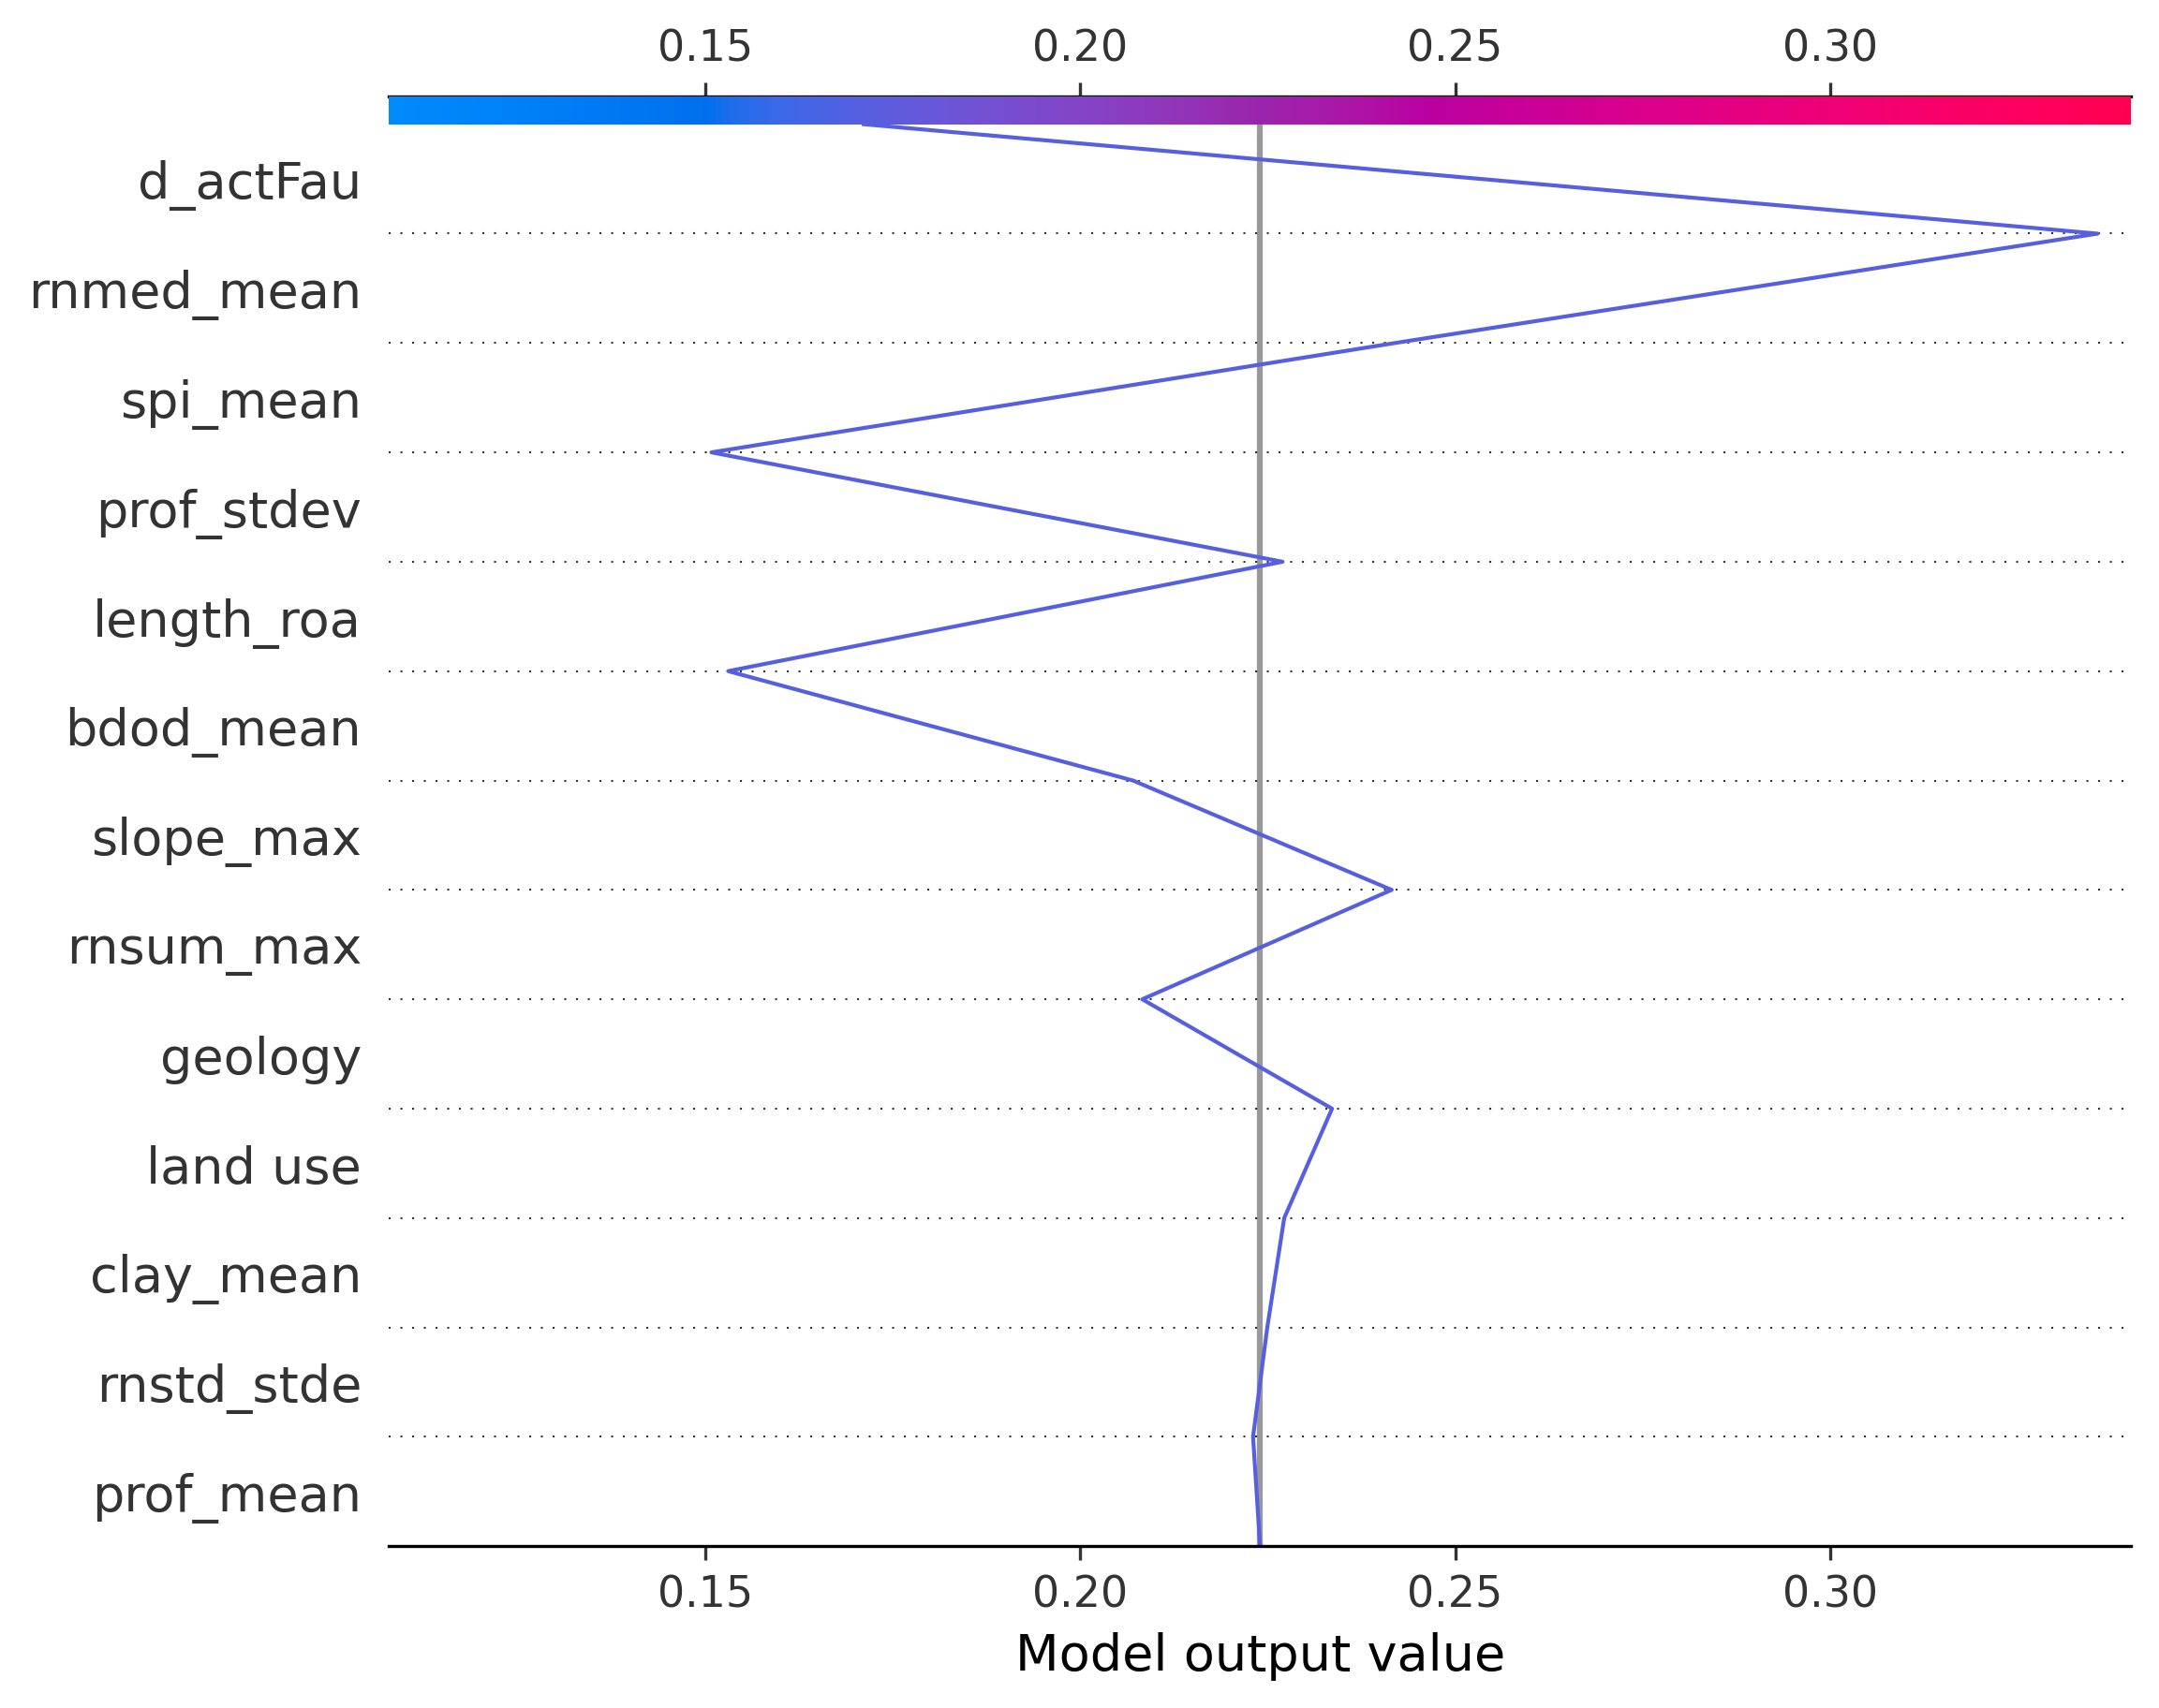 0.15 0.20 0.25 0.30
d_actFau
rnmed_mean
spi_mean
prof_stdev
length_roa
bdod_mean
slope_max
rnsum_max
geology
land use
clay_mean
rnstd_stde
prof_mean
0.15 0.20 0.25 0.30
Model output value